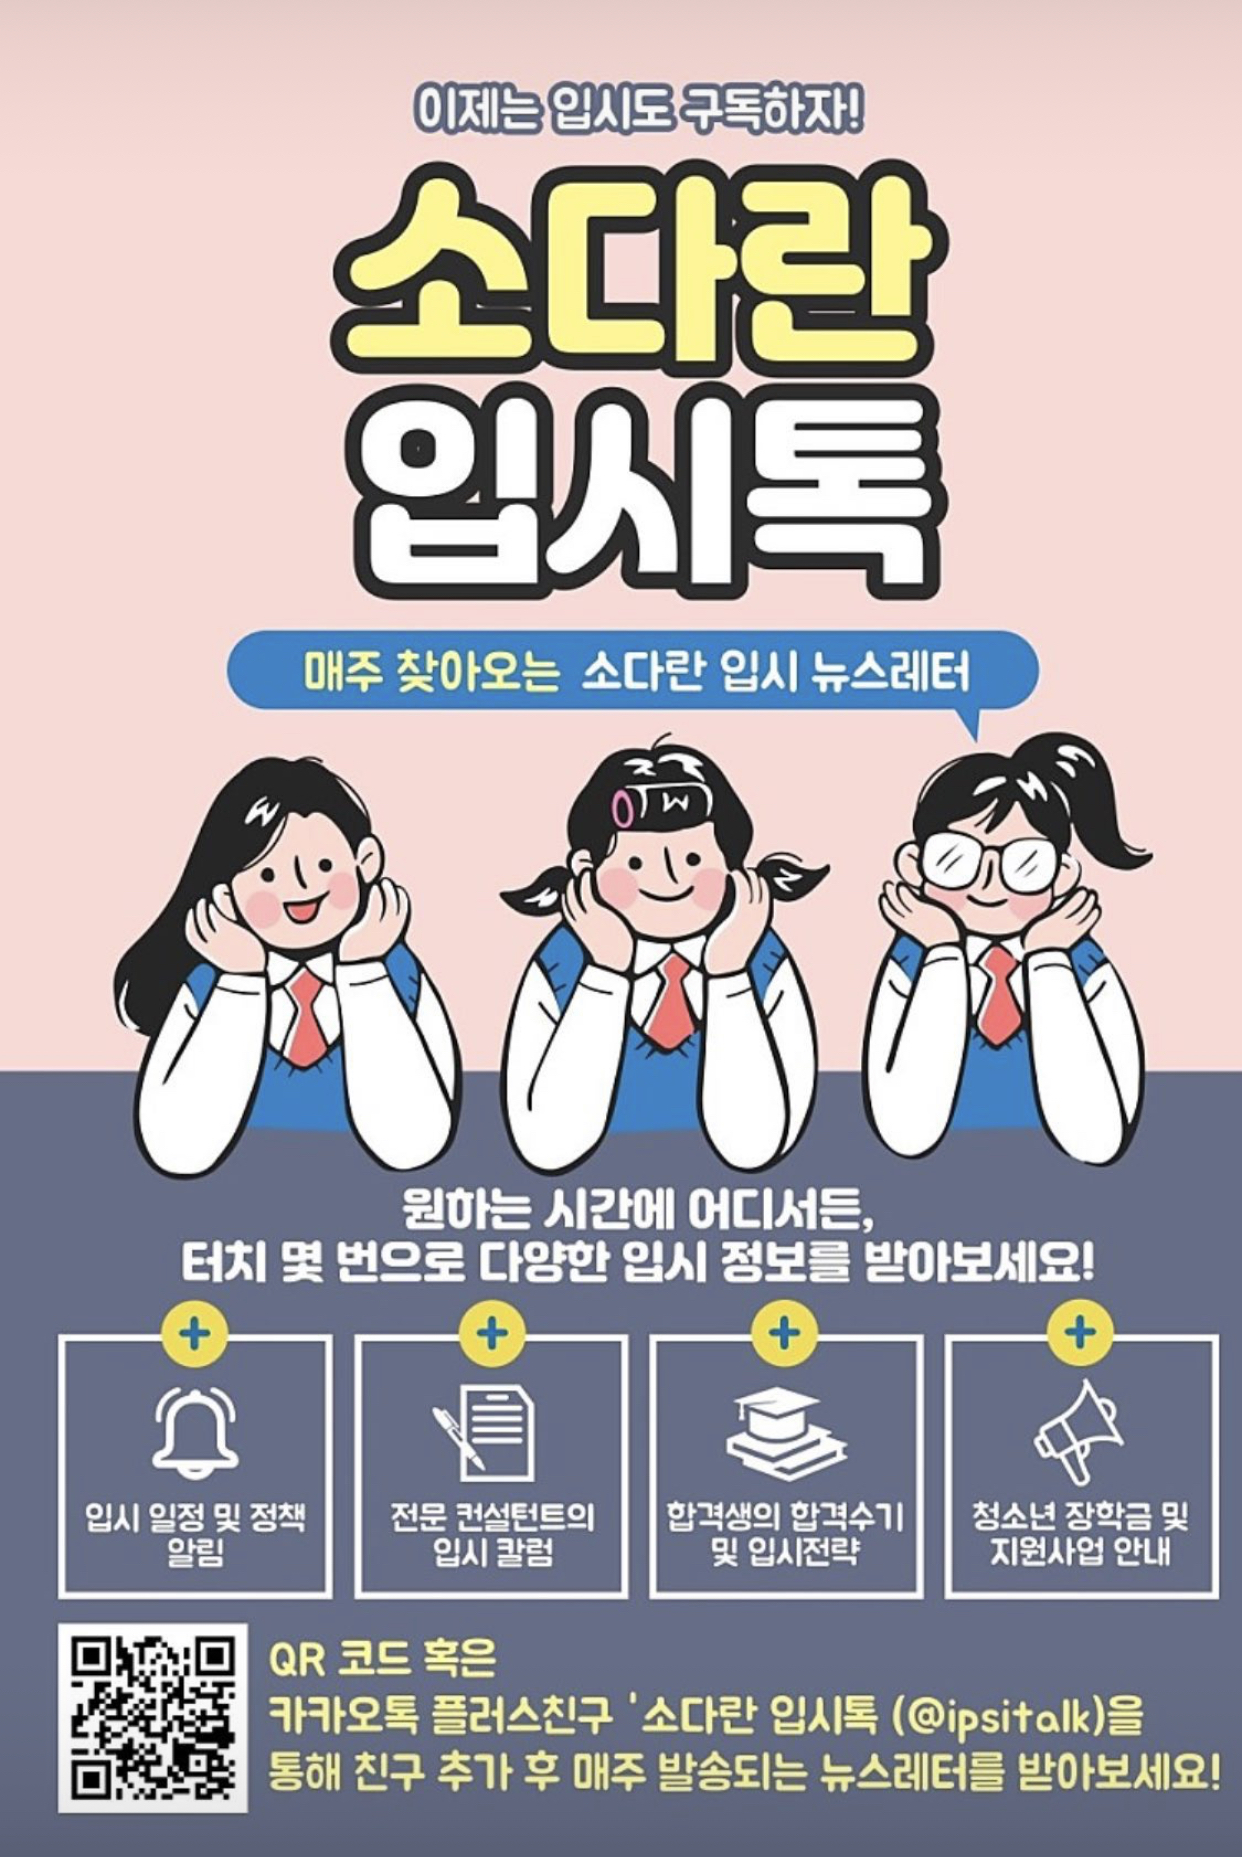 이제는 입시도 구독하자!
소다란
입시톡
매주 찾아오는 소다란 입시 뉴스레터
원하는 시간에 어디서든,
터치 몇 번으로 다양한 입시 정보를 받아보세요!
입시 일정 및 정책
알림
전문 컨설턴트의
입시 칼럼
합격생의 합격수기
및 입시전략
청소년 장학금 및
지원사업 안내
QR 코드 혹은
카카오톡 플러스친구 '소다란 입시톡 (@ipsitalk)을
통해 친구 추가 후 매주 발송되는 뉴스레터를 받아보세요!